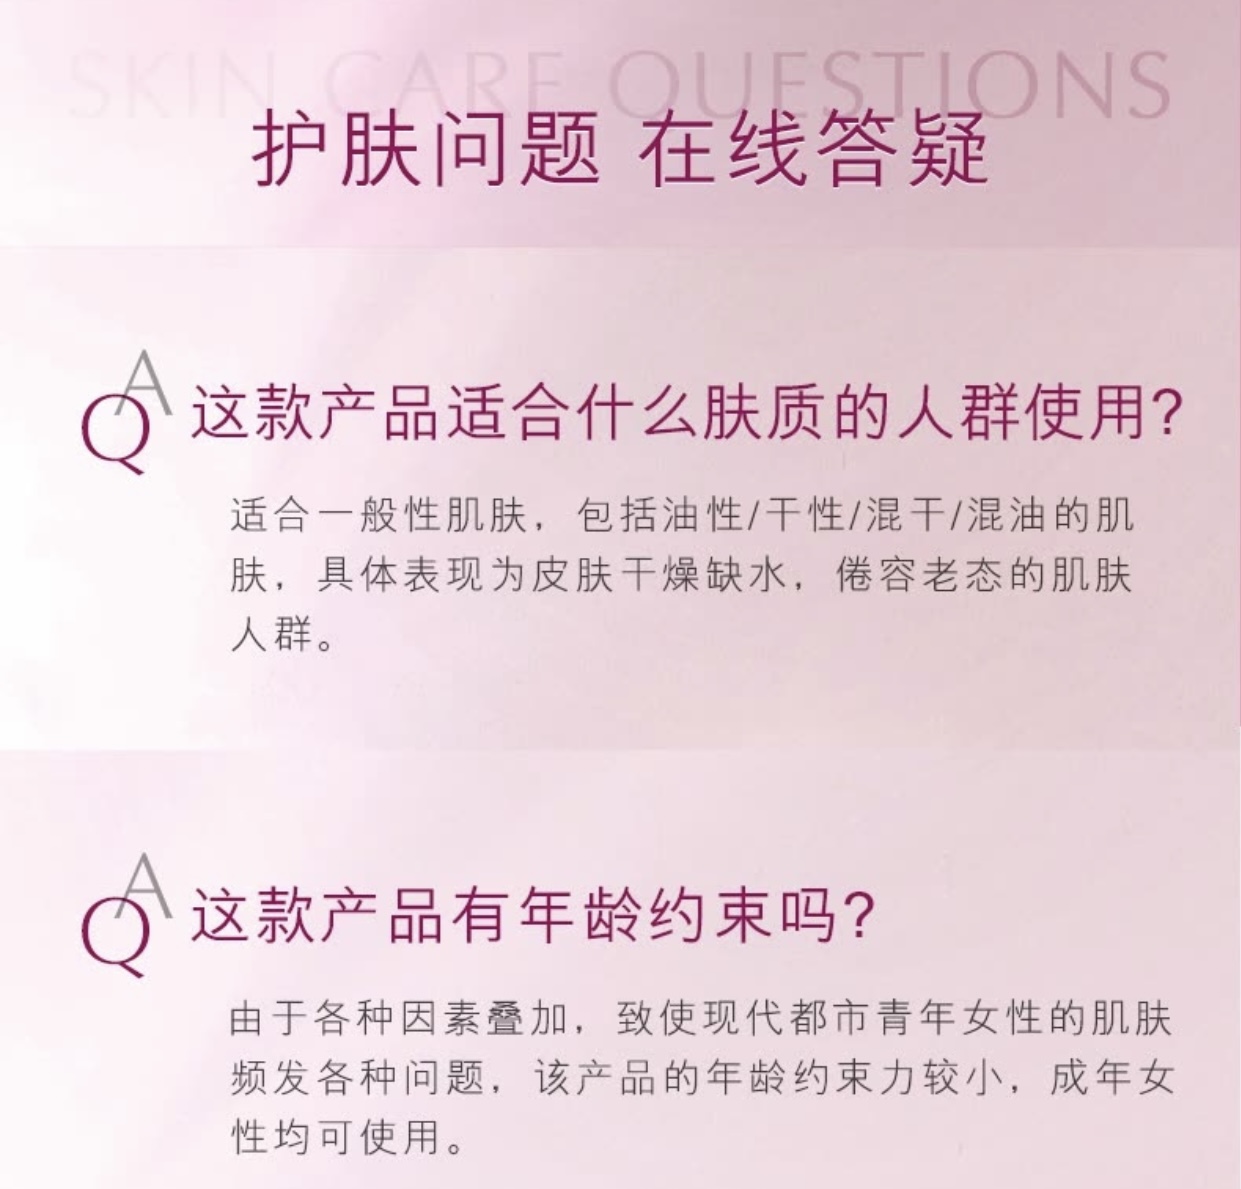 SKIN CARE QUESTIONS
护肤问题 在线答疑
QA 这款产品适合什么肤质的人群使用?
适合一般性肌肤，包括油性/干性/混干/混油的肌
肤，具体表现为皮肤干燥缺水，倦容老态的肌肤
人群。
QA 这款产品有年龄约束吗?
由于各种因素叠加，致使现代都市青年女性的肌肤
频发各种问题，该产品的年龄约束力较小，成年女
性均可使用。